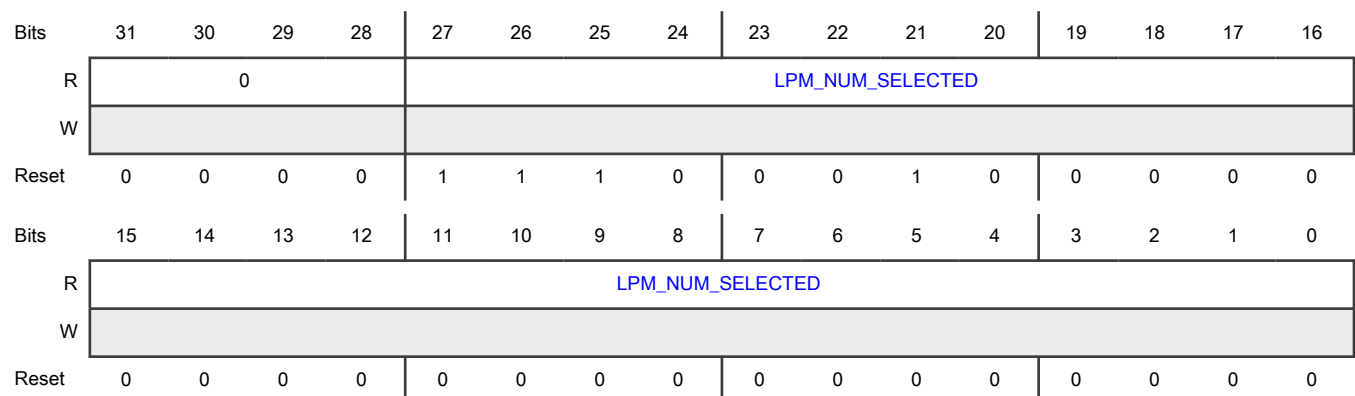 Bits 31 30 29 28 27 26 25 24 23 22 21 20 19 18 17 16
R 0 LPM_NUM_SELECTED
W
Reset 0 0 0 0 1 1 1 0 0 0 1 0 0 0 0 0
Bits 15 14 13 12 11 10 9 8 7 6 5 4 3 2 1 0
R LPM_NUM_SELECTED
W
Reset 0 0 0 0 0 0 0 0 0 0 0 0 0 0 0 0